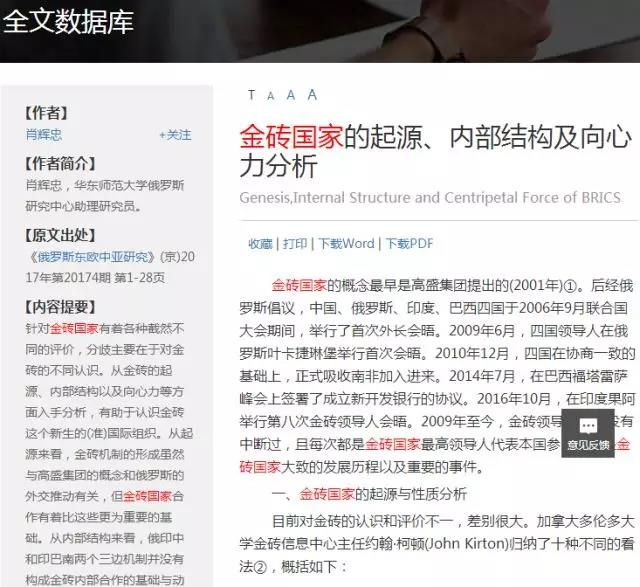 全文数据库
【作者】
肖辉忠 +关注
【作者简介】
肖辉忠，华东师范大学俄罗斯
研究中心助理研究员。
【原文出处】
《俄罗斯东欧中亚研究》(京)20
17年第20174期 第1-28页
【内容提要】
针对金砖国家有着各种截然不
同的评价，分歧主要在于对金
砖的不同认识。从金砖的起
源、内部结构以及向心力等方
面入手分析，有助于认识金砖
这个新生的(准)国际组织。从起
源来看，金砖机制的形成虽然
与高盛集团的概念和俄罗斯的
外交推动有关，但金砖国家合
作有着比这些更为重要的基
础。从内部结构来看，俄印中
和印巴南两个三边机制并没有
构成金砖内部合作的基础与动
T A A A
金砖国家的起源、内部结构及向心
力分析
Genesis,Internal Structure and Centripetal Force of BRICS
收藏 | 打印 | 下载Word | 下载PDF
金砖国家的概念最早是高盛集团提出的(2001年)①。后经俄
罗斯倡议，中国、俄罗斯、印度、巴西四国于2006年9月联合国
大会期间，举行了首次外长会晤。2009年6月，四国领导人在俄
罗斯叶卡捷琳堡举行首次会晤。2010年12月，四国在协商一致的
基础上，正式吸收南非加入进来。2014年7月，在巴西福塔雷萨
峰会上签署了成立新开发银行的协议。2016年10月，在印度果阿
举行第八次金砖领导人会晤。2009年至今，金砖领导 没有
中断过，且每次都是金砖国家最高领导人代表本国参 金
砖国家大致的发展历程以及重要的事件。
意见反馈
一、金砖国家的起源与性质分析
目前对金砖的认识和评价不一，差别很大。加拿大多伦多大
学金砖信息中心主任约翰·柯顿(John Kirton)归纳了十种不同的看
法②，概括如下：